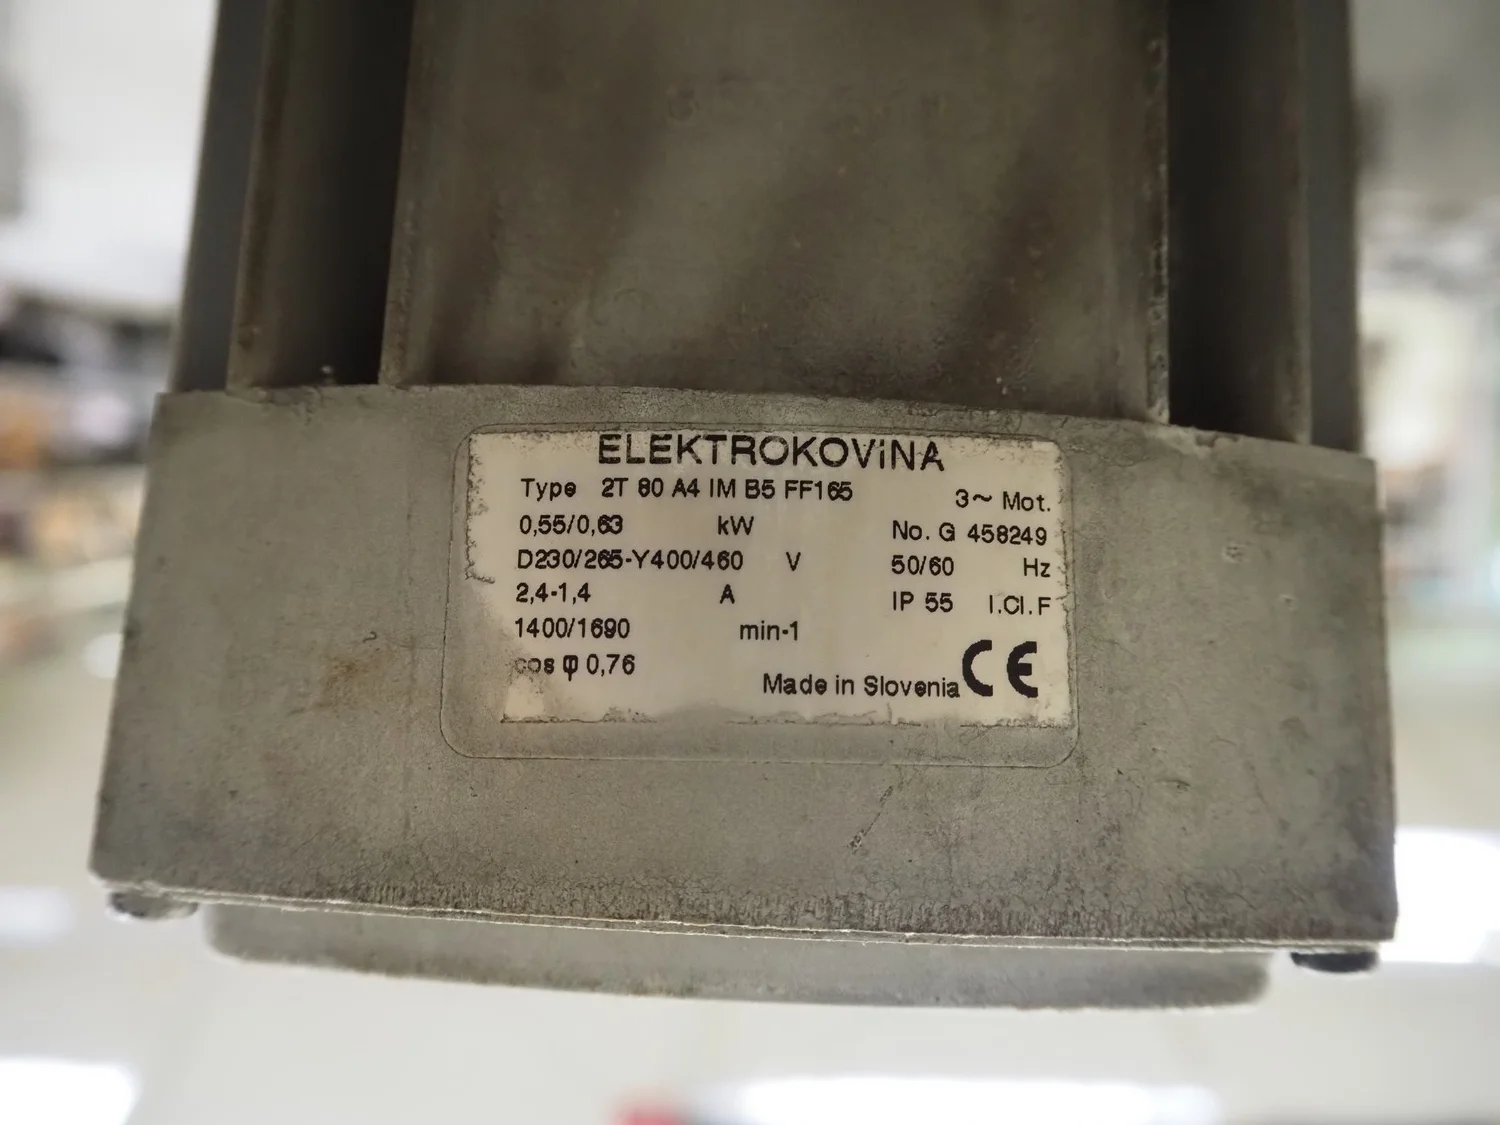 ELEKTROKOViNA
Type 2T 80 A4 IM B5 FF165 3~ Mot.
0,55/0,63 kW No. G 458249
D230/265-Y400/460 V 50/60 Hz
2,4-1,4 A IP 55 I.Cl.F
1400/1690 min-1
cos φ 0,76 Made in Slovenia CE